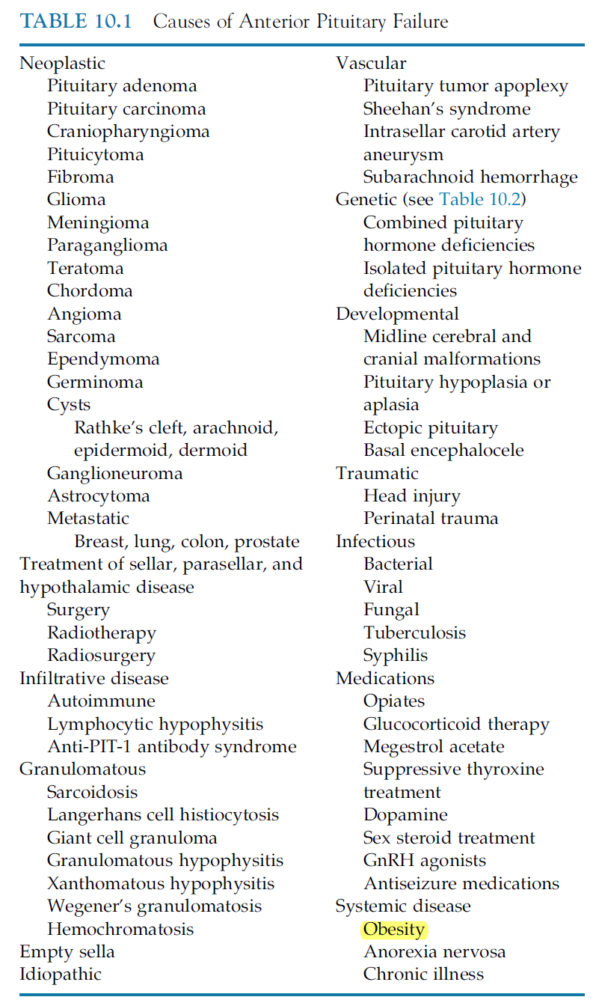 TABLE 10.1 Causes of Anterior Pituitary Failure
Neoplastic
Pituitary adenoma
Pituitary carcinoma
Craniopharyngioma
Pituicytoma
Fibroma
Glioma
Meningioma
Paraganglioma
Teratoma
Chordoma
Angioma
Sarcoma
Ependymoma
Germinoma
Cysts
Rathke’s cleft, arachnoid,
epidermoid, dermoid
Ganglioneuroma
Astrocytoma
Metastatic
Breast, lung, colon, prostate
Treatment of sellar, parasellar, and
hypothalamic disease
Surgery
Radiotherapy
Radiosurgery
Infiltrative disease
Autoimmune
Lymphocytic hypophysitis
Anti-PIT-1 antibody syndrome
Granulomatous
Sarcoidosis
Langerhans cell histiocytosis
Giant cell granuloma
Granulomatous hypophysitis
Xanthomatous hypophysitis
Wegener’s granulomatosis
Hemochromatosis
Empty sella
Idiopathic
Vascular
Pituitary tumor apoplexy
Sheehan’s syndrome
Intrasellar carotid artery
aneurysm
Subarachnoid hemorrhage
Genetic (see Table 10.2)
Combined pituitary
hormone deficiencies
Isolated pituitary hormone
deficiencies
Developmental
Midline cerebral and
cranial malformations
Pituitary hypoplasia or
aplasia
Ectopic pituitary
Basal encephalocele
Traumatic
Head injury
Perinatal trauma
Infectious
Bacterial
Viral
Fungal
Tuberculosis
Syphilis
Medications
Opiates
Glucocorticoid therapy
Megestrol acetate
Suppressive thyroxine
treatment
Dopamine
Sex steroid treatment
GnRH agonists
Antiseizure medications
Systemic disease
Obesity
Anorexia nervosa
Chronic illness